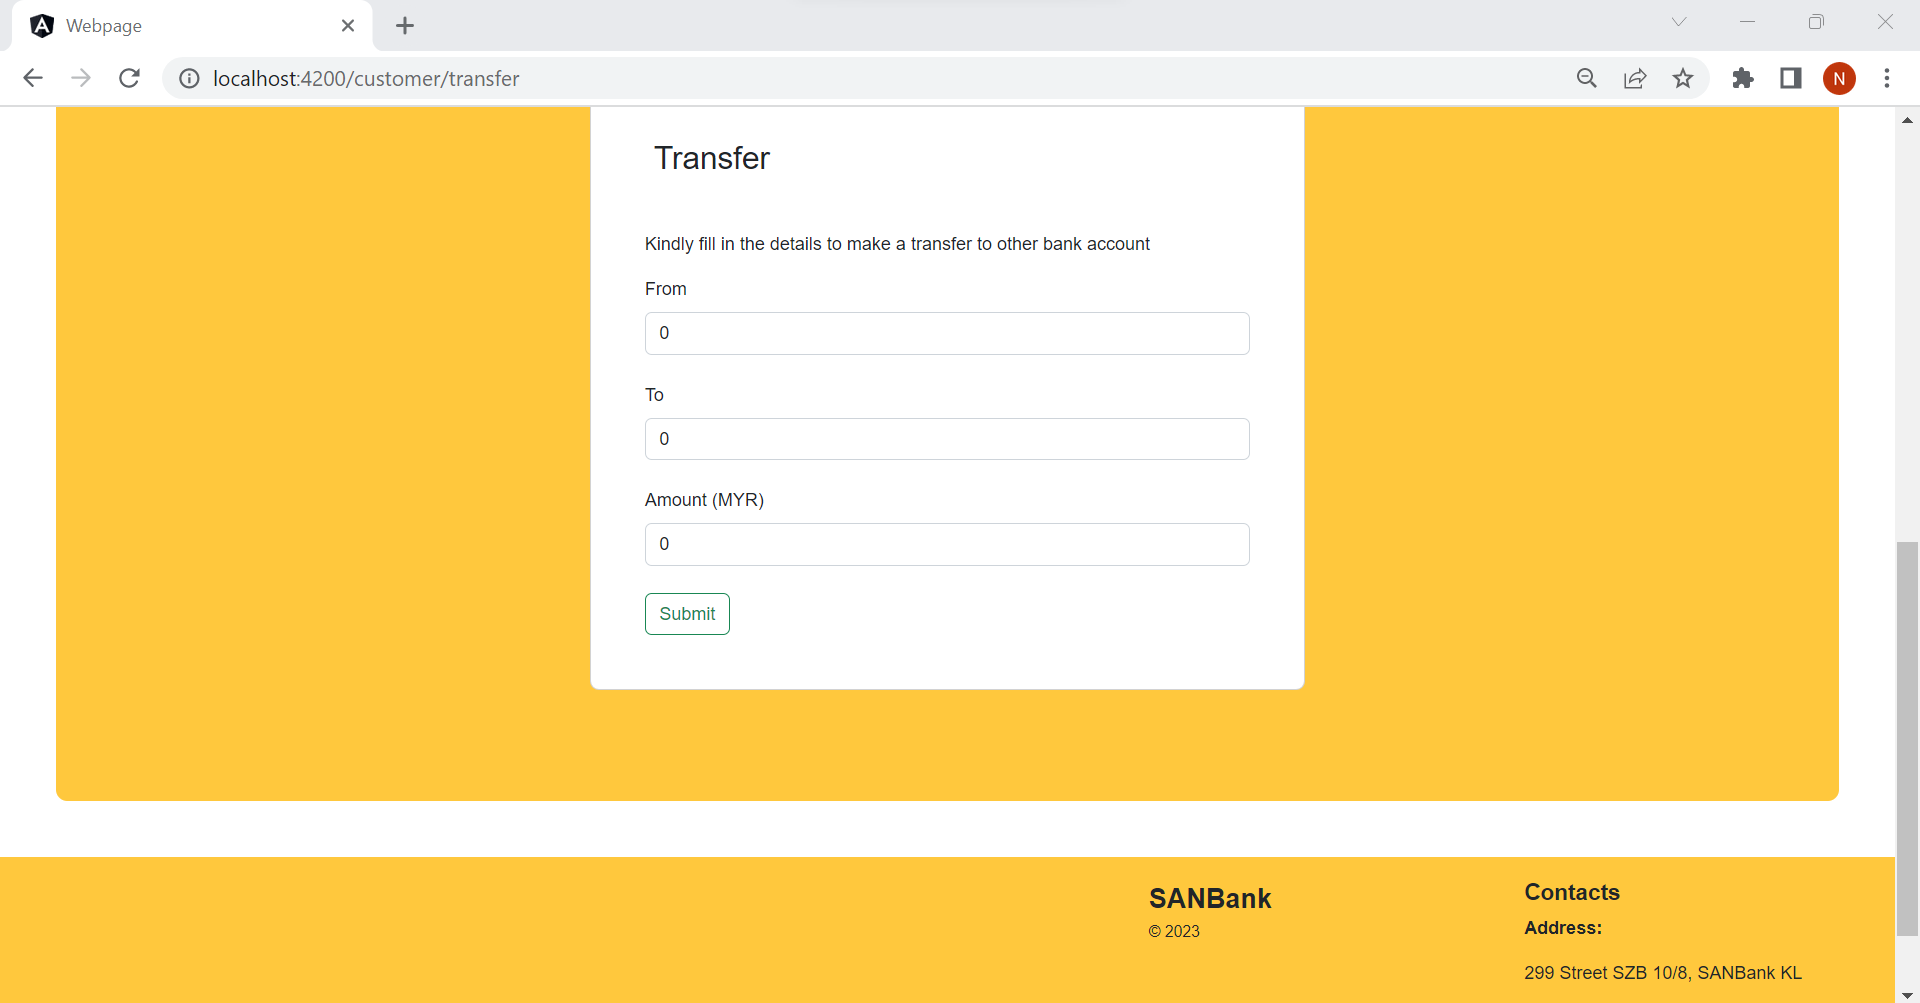 Webpage
localhost:4200/customer/transfer
N
Transfer
Kindly fill in the details to make a transfer to other bank account
From
0
To
0
Amount (MYR)
0
Submit
SANBank
© 2023
Contacts
Address:
299 Street SZB 10/8, SANBank KL